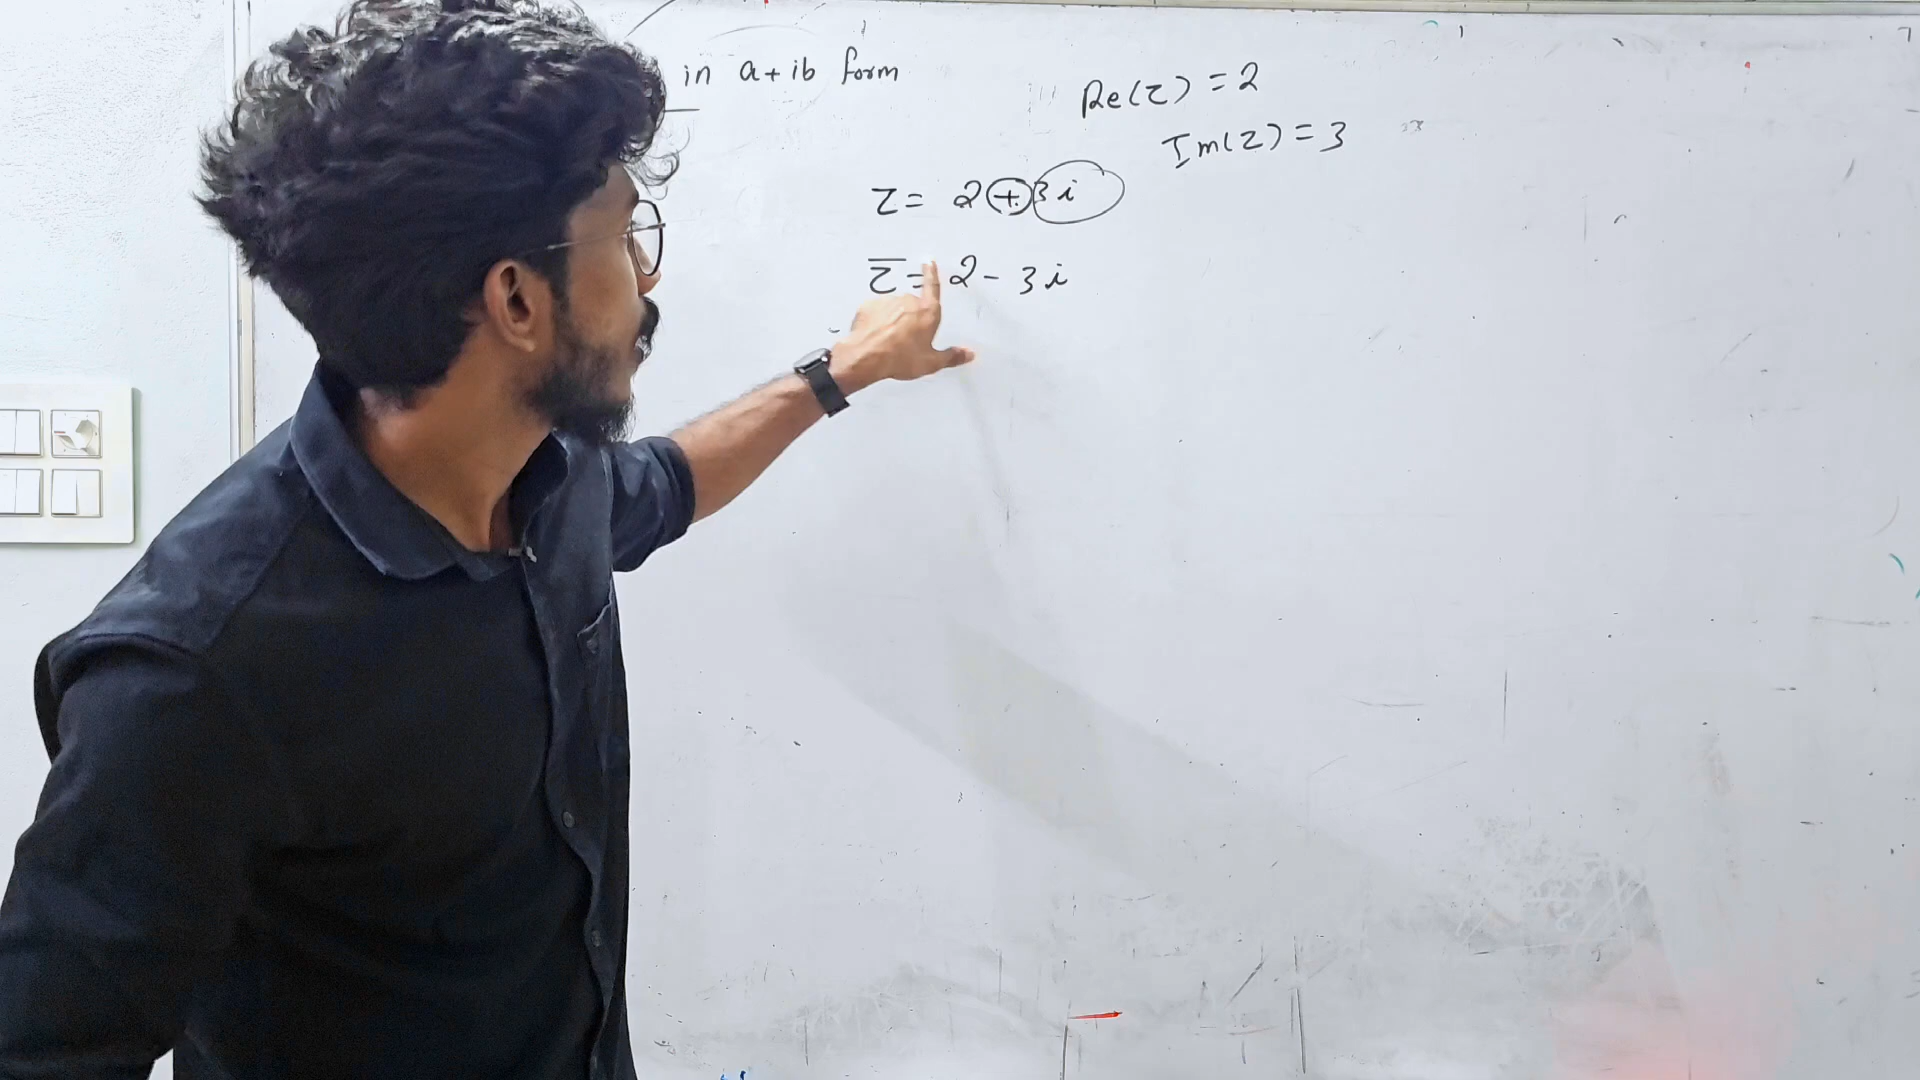 in a+ib form
Re(z) = 2
Im(z) = 3
z = 2+3i
z̅ = 2-3i